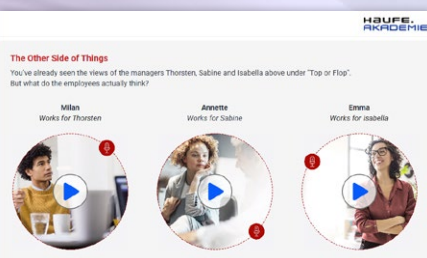 HAUFE.
AKADEMIE
The Other Side of Things
You've already seen the views of the managers Thorsten, Sabine and Isabella above under "Top or Flop".
But what do the employees actually think?
Milan
Works for Thorsten
Annette
Works for Sabine
Emma
Works for Isabella